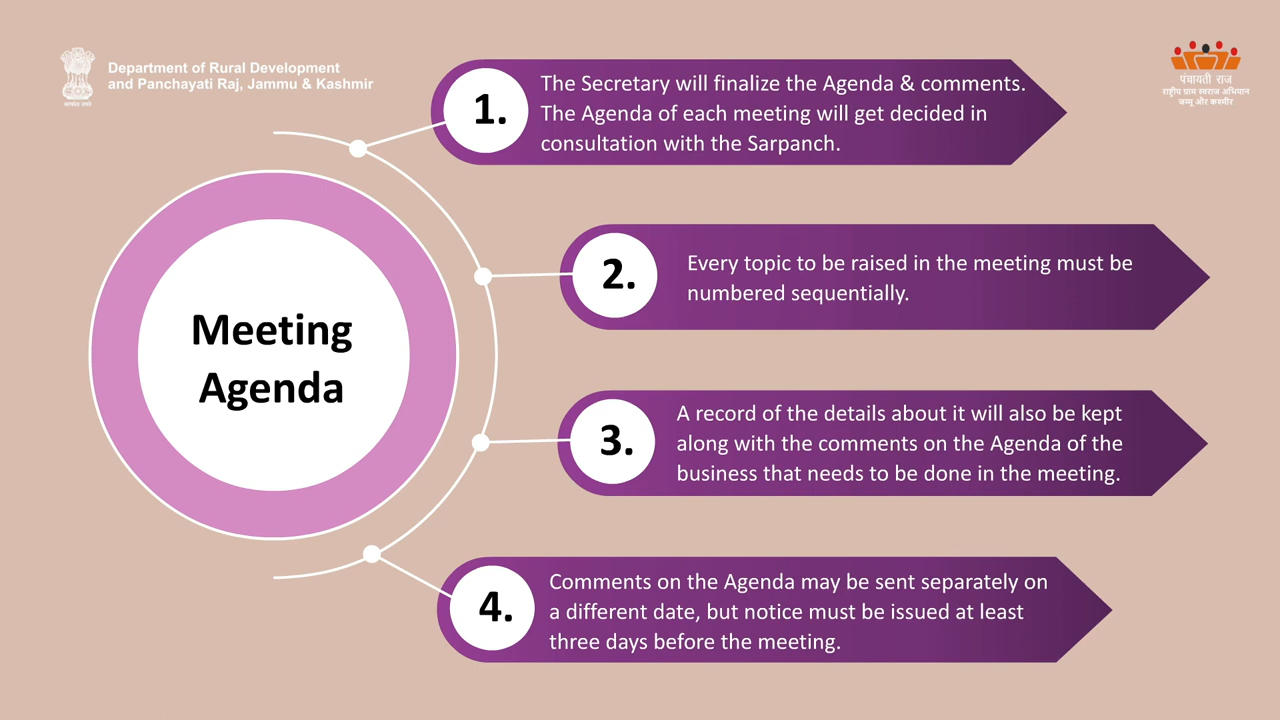 Department of Rural Development
and Panchayati Raj, Jammu & Kashmir
सत्यमेव जयते
पंचायती राज
राष्ट्रीय ग्राम स्वराज अभियान
जम्मू और कश्मीर
Meeting
Agenda
1.
The Secretary will finalize the Agenda & comments.
The Agenda of each meeting will get decided in
consultation with the Sarpanch.
2.
Every topic to be raised in the meeting must be
numbered sequentially.
3.
A record of the details about it will also be kept
along with the comments on the Agenda of the
business that needs to be done in the meeting.
4.
Comments on the Agenda may be sent separately on
a different date, but notice must be issued at least
three days before the meeting.